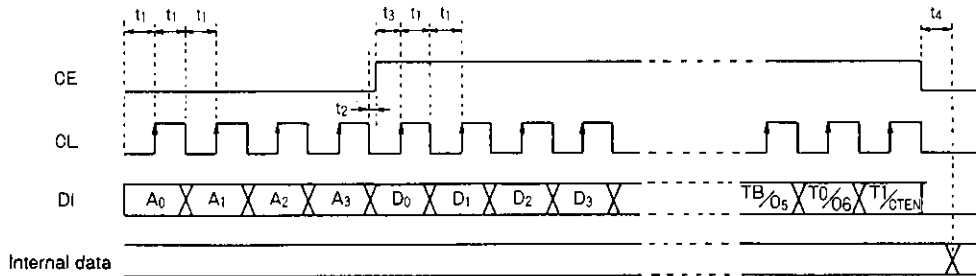 t1 t1 t1 t3 t1 t1 t4
CE
t2
CL
DI A0 A1 A2 A3 D0 D1 D2 D3 TB/O5 T0/O6 T1/CTEN
Internal data